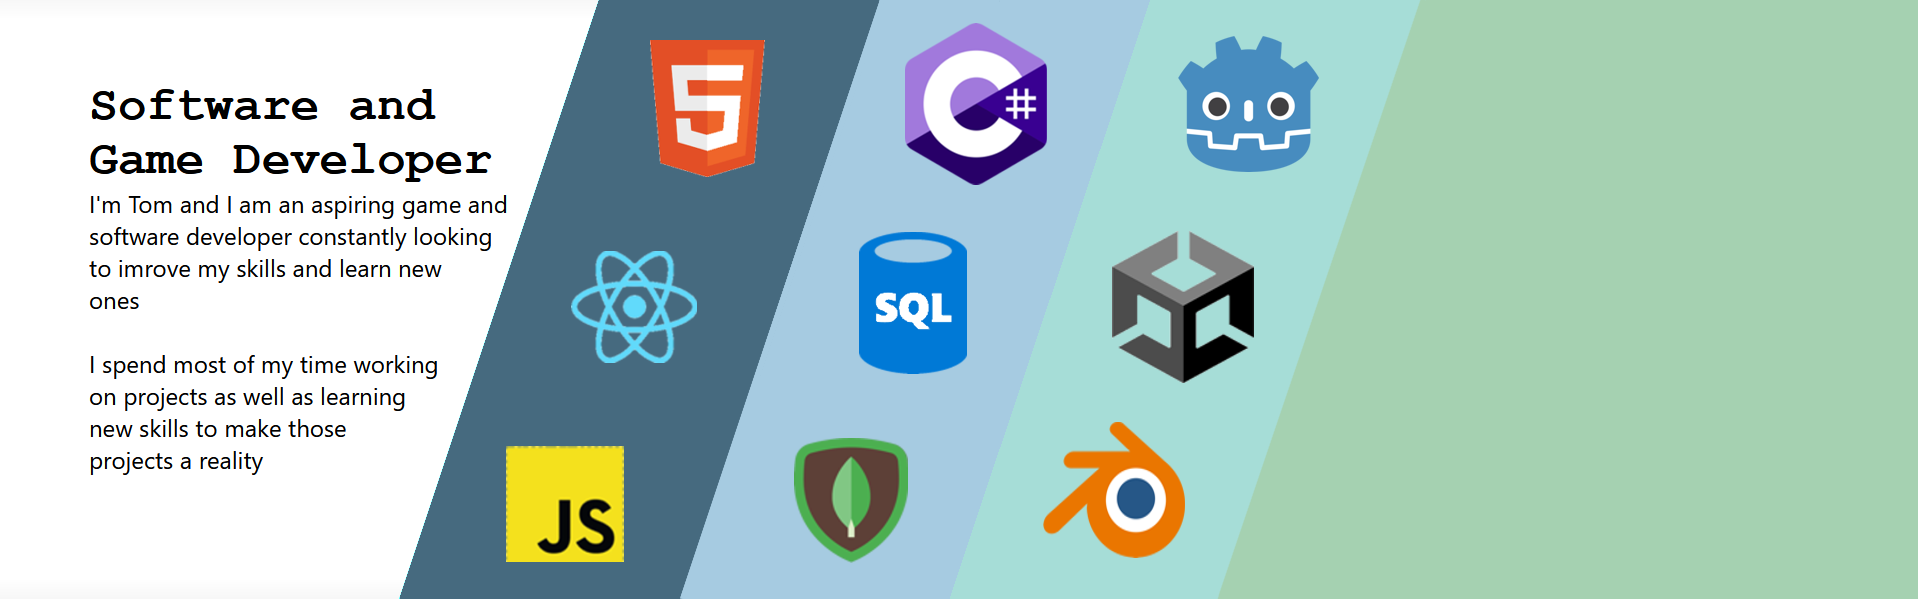 Software and
Game Developer
I'm Tom and I am an aspiring game and
software developer constantly looking
to imrove my skills and learn new
ones
I spend most of my time working
on projects as well as learning
new skills to make those
projects a reality
5
C#
SQL
JS